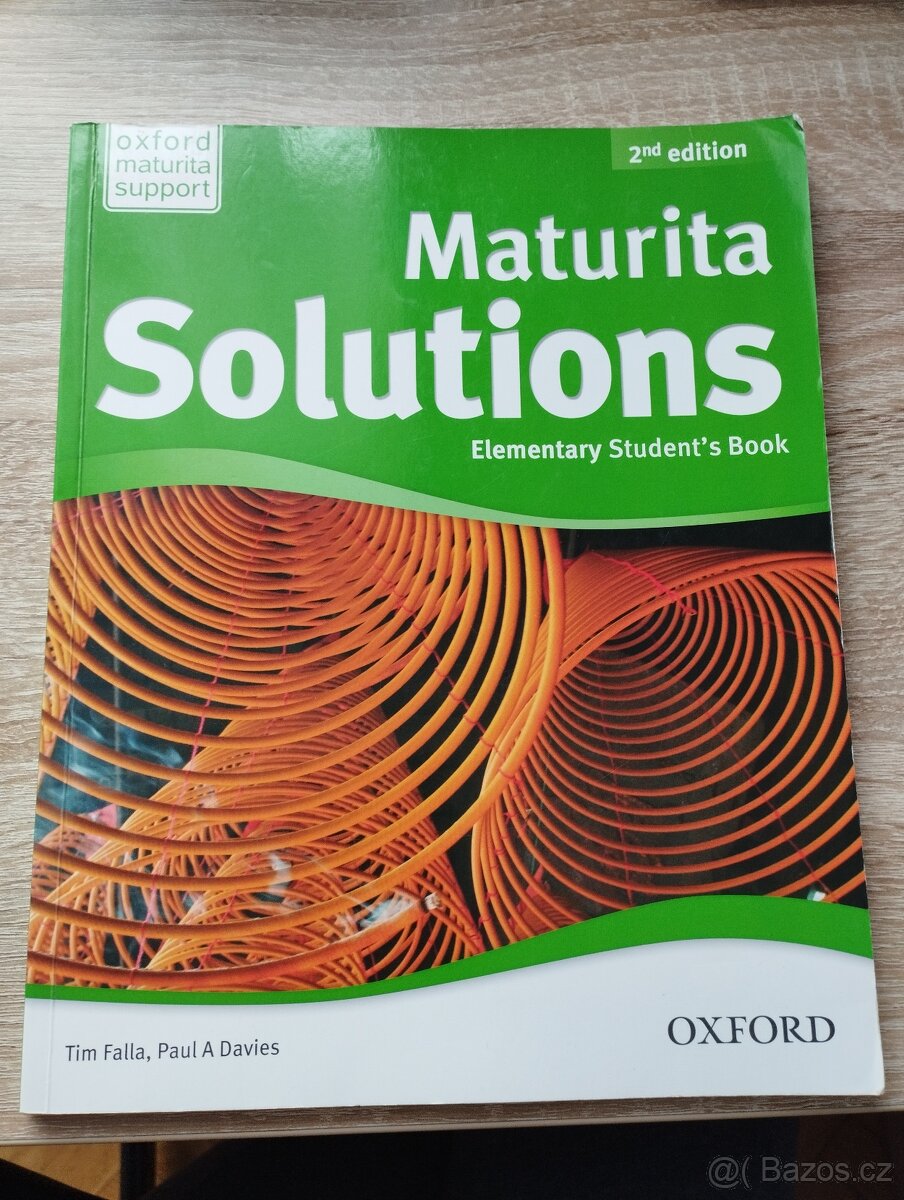 oxford
maturita
support
2nd edition
Maturita
Solutions
Elementary Student's Book
Tim Falla, Paul A Davies
OXFORD
@( Bazos.cz